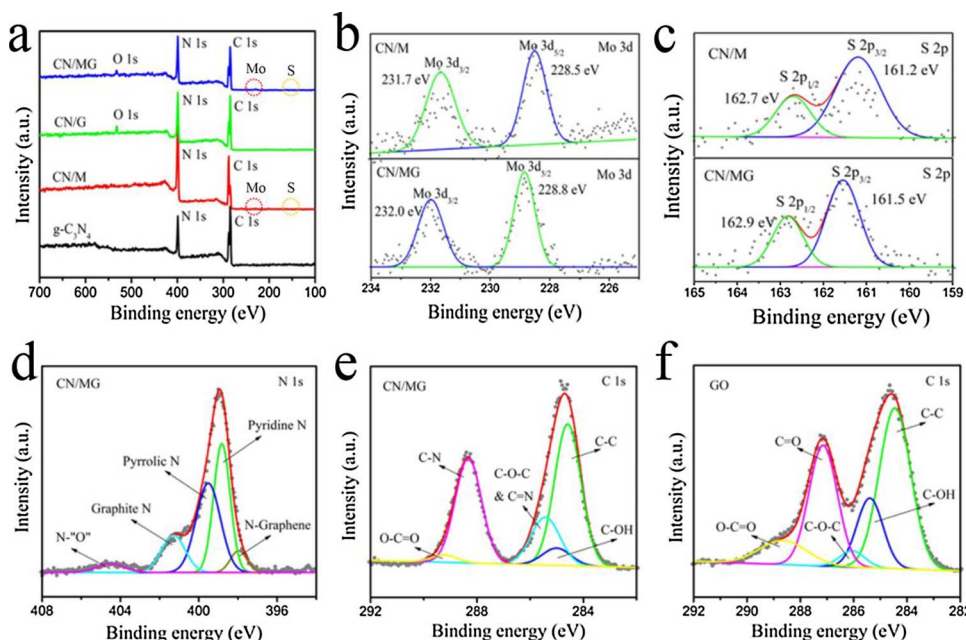 a
CN/MG
O 1s
N 1s
C 1s
Mo
S
CN/G
O 1s
N 1s
C 1s
CN/M
N 1s
C 1s
Mo
S
g-C3N4
N 1s
C 1s
700 600 500 400 300 200 100
Binding energy (eV)
Intensity (a.u.)
b
CN/M
Mo 3d3/2
231.7 eV
Mo 3d5/2
228.5 eV
Mo 3d
CN/MG
Mo 3d3/2
232.0 eV
Mo 3d5/2
228.8 eV
Mo 3d
234 232 230 228 226
Binding energy (eV)
Intensity (a.u.)
c
CN/M
S 2p1/2
162.7 eV
S 2p3/2
161.2 eV
S 2p
CN/MG
S 2p1/2
162.9 eV
S 2p3/2
161.5 eV
S 2p
165 164 163 162 161 160 159
Binding energy (eV)
Intensity (a.u.)
d
CN/MG
N 1s
Pyridine N
Pyrrolic N
Graphite N
N-"O"
N-Graphene
408 404 400 396
Binding energy (eV)
Intensity (a.u.)
e
CN/MG
C 1s
C-N
C-O-C
& C=N
C-C
O-C=O
C-OH
292 288 284
Binding energy (eV)
Intensity (a.u.)
f
GO
C 1s
C=O
C-C
O-C=O
C-O-C
C-OH
292 290 288 286 284 282
Binding energy (eV)
Intensity (a.u.)